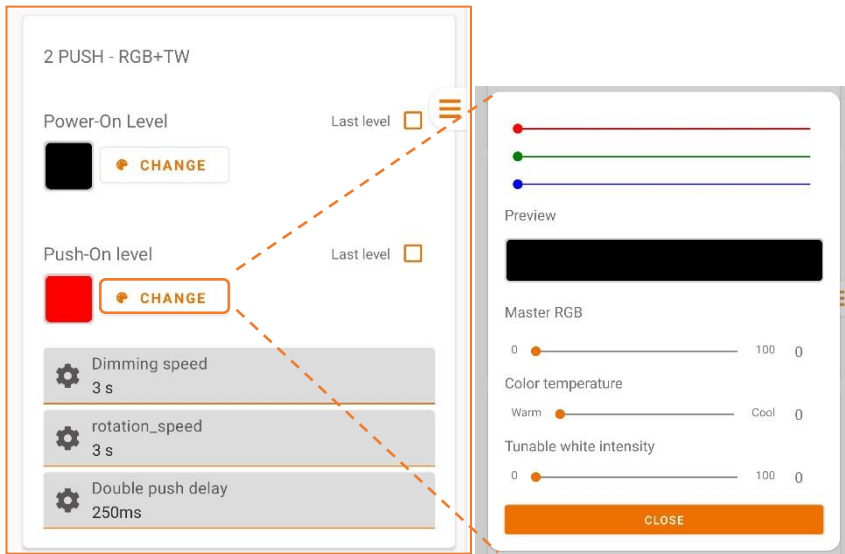 2 PUSH - RGB+TW
Power-On Level
Last level
CHANGE
Push-On level
Last level
CHANGE
Dimming speed
3 s
rotation_speed
3 s
Double push delay
250ms
Preview
Master RGB
0 100 0
Color temperature
Warm Cool 0
Tunable white intensity
0 100 0
CLOSE